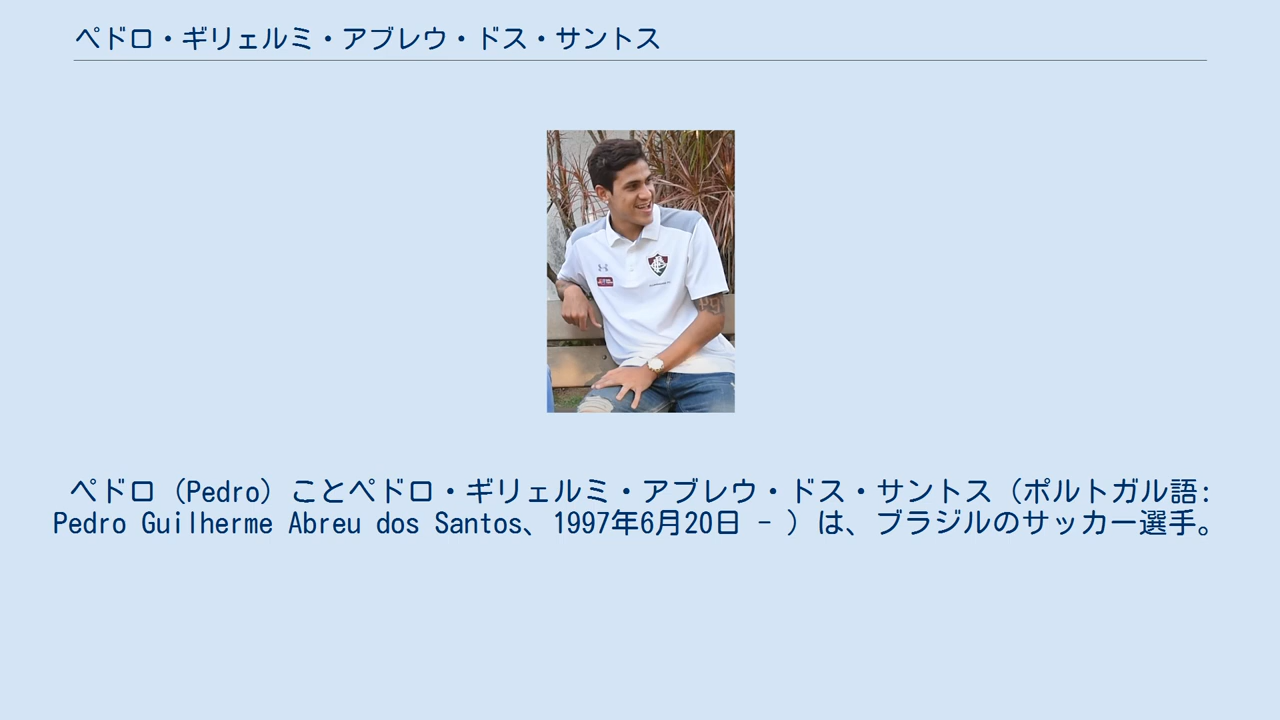 ペドロ・ギリェルミ・アブレウ・ドス・サントス
ペドロ（Pedro）ことペドロ・ギリェルミ・アブレウ・ドス・サントス（ポルトガル語:
Pedro Guilherme Abreu dos Santos、1997年6月20日 - ）は、ブラジルのサッカー選手。